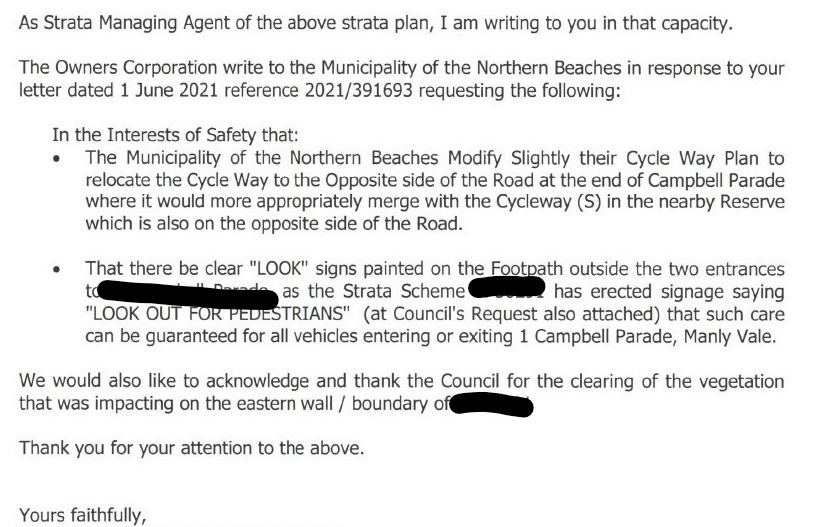 As Strata Managing Agent of the above strata plan, I am writing to you in that capacity.
The Owners Corporation write to the Municipality of the Northern Beaches in response to your
letter dated 1 June 2021 reference 2021/391693 requesting the following:
In the Interests of Safety that:
• The Municipality of the Northern Beaches Modify Slightly their Cycle Way Plan to
relocate the Cycle Way to the Opposite side of the Road at the end of Campbell Parade
where it would more appropriately merge with the Cycleway (S) in the nearby Reserve
which is also on the opposite side of the Road.
• That there be clear "LOOK" signs painted on the Footpath outside the two entrances
to as the Strata Scheme has erected signage saying
"LOOK OUT FOR PEDESTRIANS" (at Council's Request also attached) that such care
can be guaranteed for all vehicles entering or exiting 1 Campbell Parade, Manly Vale.
We would also like to acknowledge and thank the Council for the clearing of the vegetation
that was impacting on the eastern wall / boundary of
Thank you for your attention to the above.
Yours faithfully,